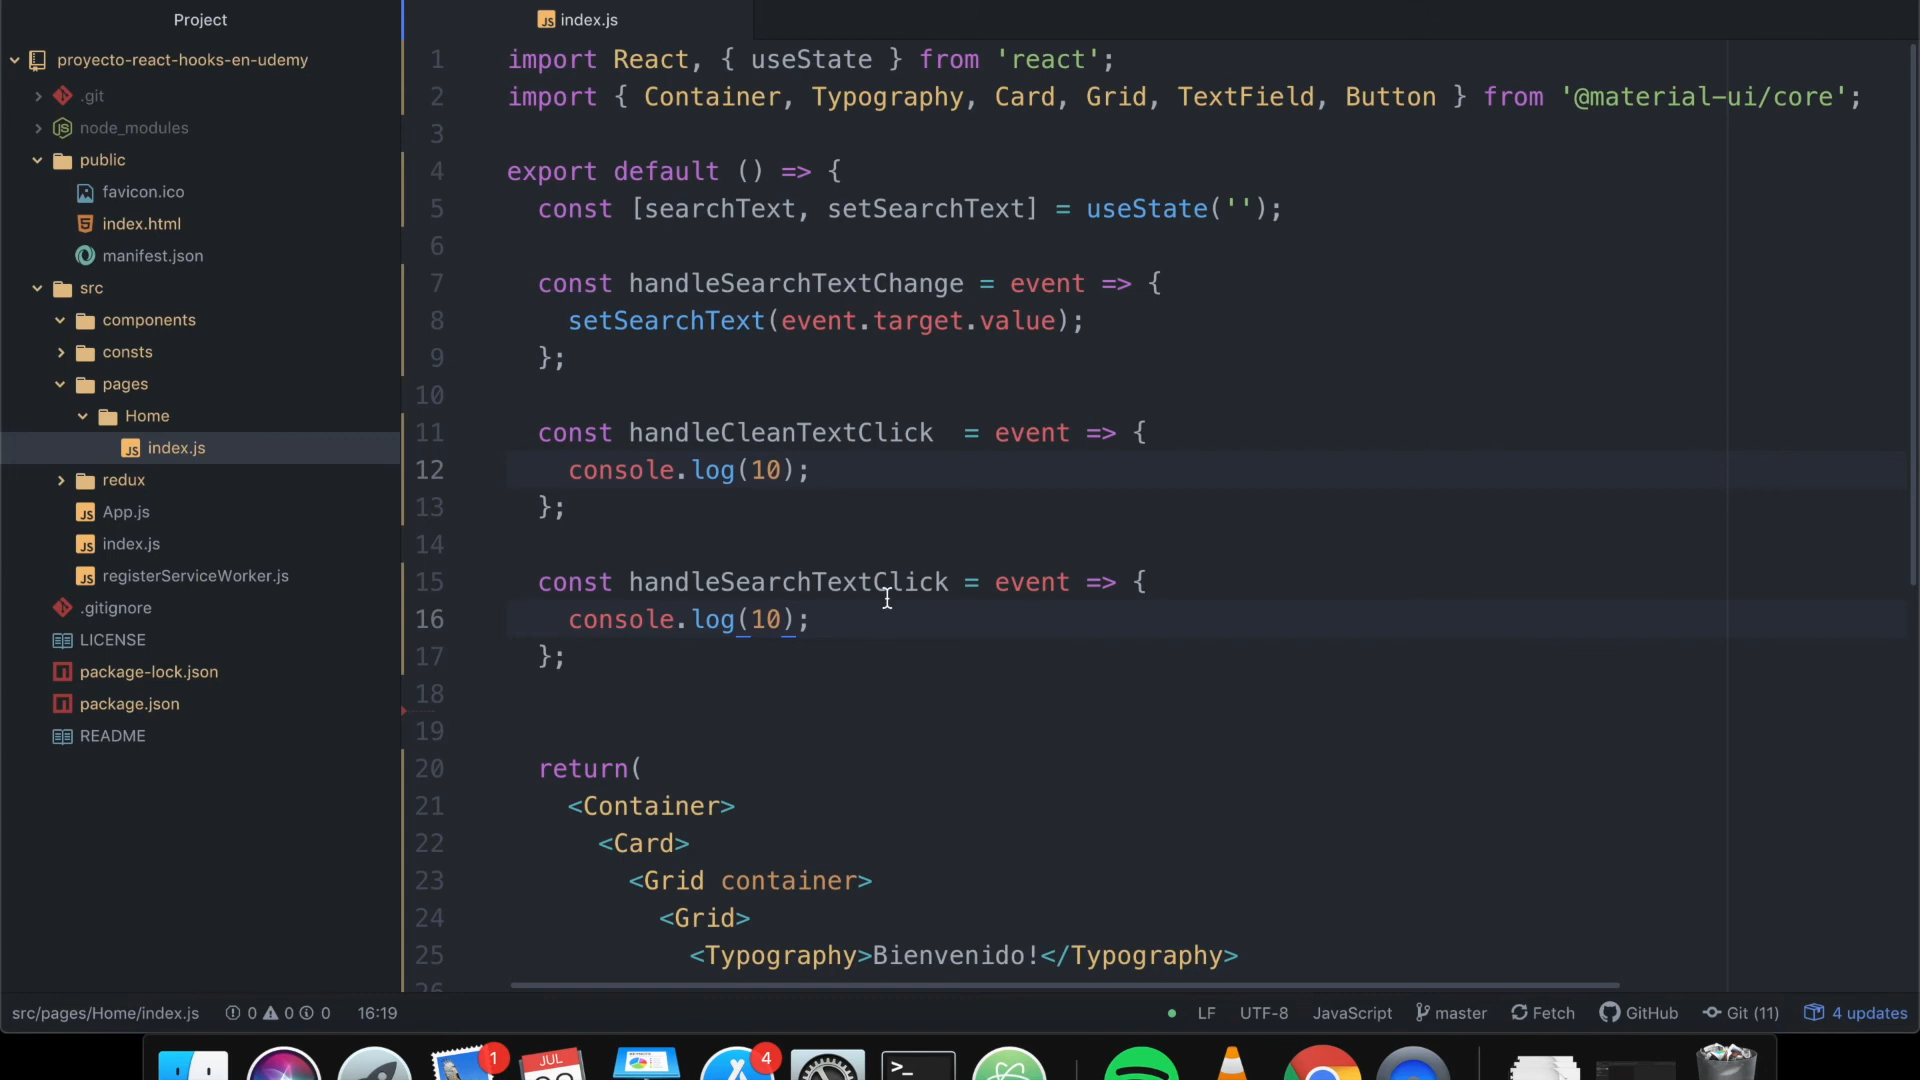 Project
proyecto-react-hooks-en-udemy
.git
node_modules
public
favicon.ico
index.html
manifest.json
src
components
consts
pages
Home
index.js
redux
App.js
index.js
registerServiceWorker.js
.gitignore
LICENSE
package-lock.json
package.json
README
index.js
1 import React, { useState } from 'react';
2 import { Container, Typography, Card, Grid, TextField, Button } from '@material-ui/core';
3
4 export default () => {
5 const [searchText, setSearchText] = useState('');
6
7 const handleSearchTextChange = event => {
8 setSearchText(event.target.value);
9 };
10
11 const handleCleanTextClick  = event => {
12 console.log(10);
13 };
14
15 const handleSearchTextClick = event => {
16 console.log(10);
17 };
18
19
20 return(
21 <Container>
22 <Card>
23 <Grid container>
24 <Grid>
25 <Typography>Bienvenido!</Typography>
26
src/pages/Home/index.js 0 0 0 16:19 LF UTF-8 JavaScript master Fetch GitHub Git (11) 4 updates
1
JUL
4